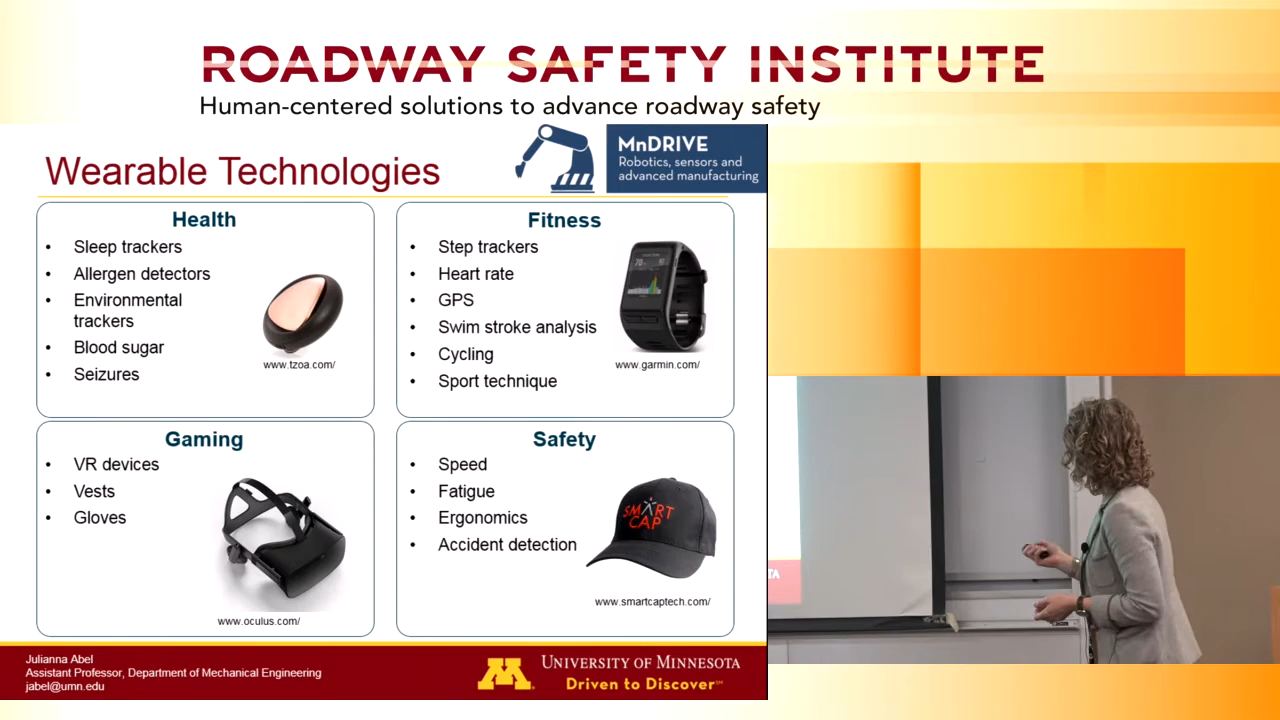 ROADWAY SAFETY INSTITUTE
Human-centered solutions to advance roadway safety
Wearable Technologies
MnDRIVE
Robotics, sensors and
advanced manufacturing
Health
• Sleep trackers
• Allergen detectors
• Environmental
trackers
• Blood sugar
• Seizures
www.tzoa.com/
Fitness
• Step trackers
• Heart rate
• GPS
• Swim stroke analysis
• Cycling
• Sport technique
www.garmin.com/
Gaming
• VR devices
• Vests
• Gloves
www.oculus.com/
Safety
• Speed
• Fatigue
• Ergonomics
• Accident detection
SMART
CAP
www.smartcaptech.com/
Julianna Abel
Assistant Professor, Department of Mechanical Engineering
jabel@umn.edu
M
UNIVERSITY OF MINNESOTA
Driven to Discover℠
TA